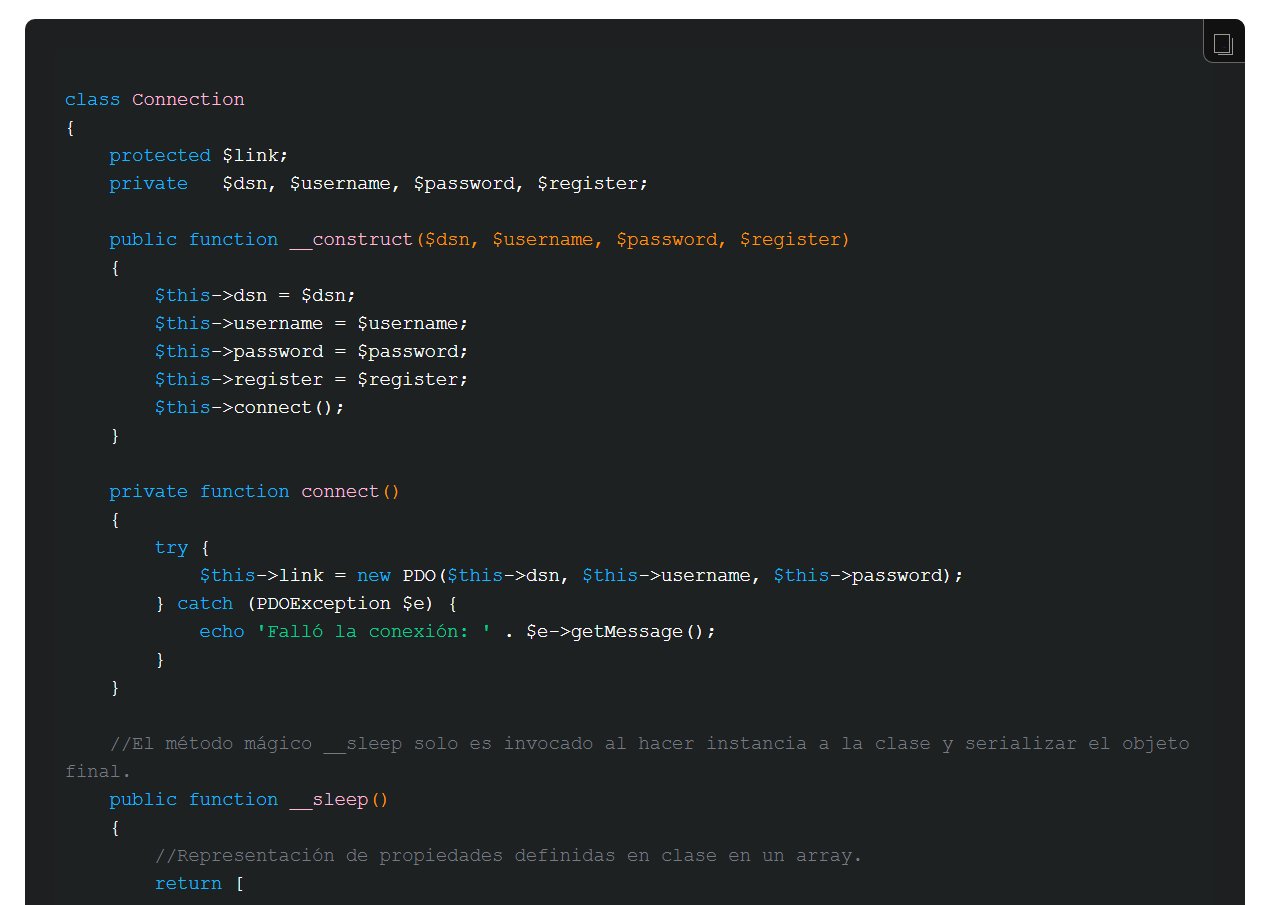 class Connection
{
    protected $link;
    private   $dsn, $username, $password, $register;

    public function __construct($dsn, $username, $password, $register)
    {
        $this->dsn = $dsn;
        $this->username = $username;
        $this->password = $password;
        $this->register = $register;
        $this->connect();
    }

    private function connect()
    {
        try {
            $this->link = new PDO($this->dsn, $this->username, $this->password);
        } catch (PDOException $e) {
            echo 'Falló la conexión: ' . $e->getMessage();
        }
    }

    //El método mágico __sleep solo es invocado al hacer instancia a la clase y serializar el objeto
final.
    public function __sleep()
    {
        //Representación de propiedades definidas en clase en un array.
        return [